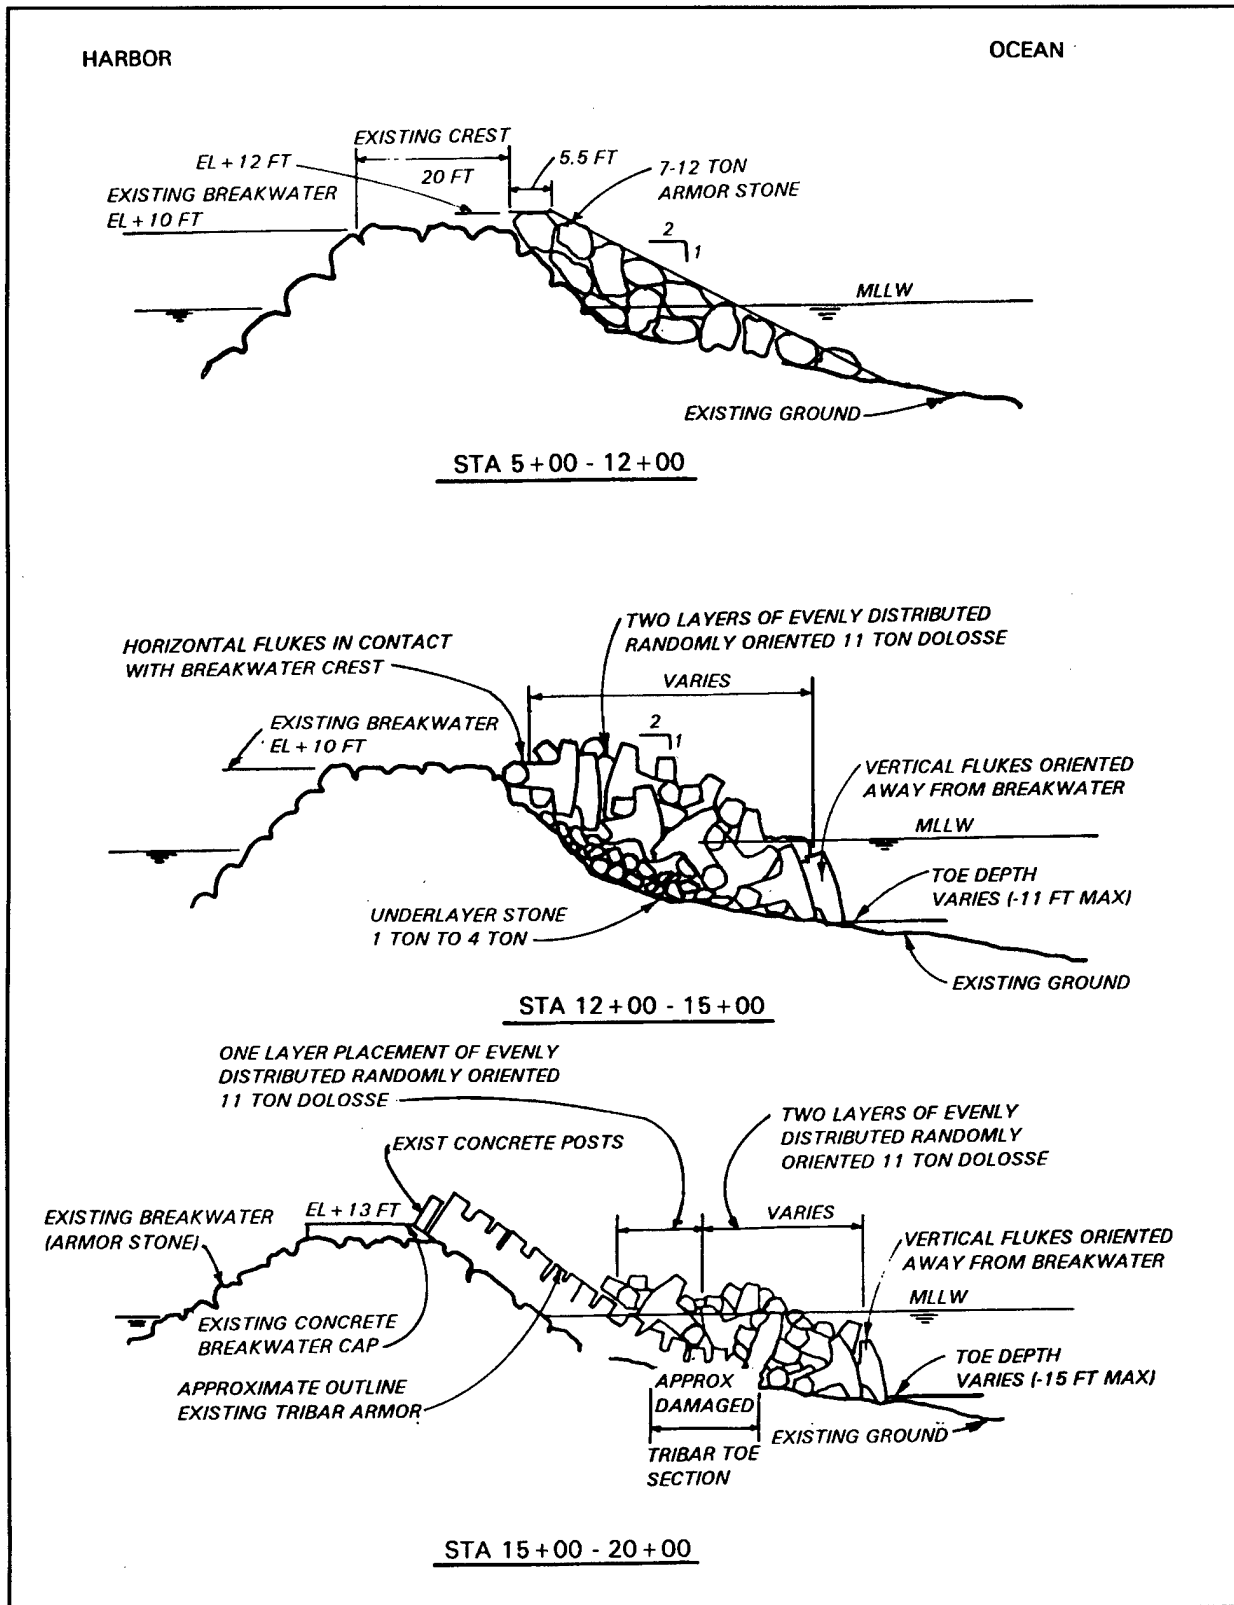 HARBOR
OCEAN
EXISTING CREST
EL + 12 FT
20 FT
5.5 FT
7-12 TON
ARMOR STONE
EXISTING BREAKWATER
EL + 10 FT
2
1
MLLW
EXISTING GROUND
STA 5+00 - 12+00
TWO LAYERS OF EVENLY DISTRIBUTED
RANDOMLY ORIENTED 11 TON DOLOSSE
HORIZONTAL FLUKES IN CONTACT
WITH BREAKWATER CREST
VARIES
EXISTING BREAKWATER
EL + 10 FT
2
1
VERTICAL FLUKES ORIENTED
AWAY FROM BREAKWATER
MLLW
TOE DEPTH
VARIES (-11 FT MAX)
UNDERLAYER STONE
1 TON TO 4 TON
EXISTING GROUND
STA 12+00 - 15+00
ONE LAYER PLACEMENT OF EVENLY
DISTRIBUTED RANDOMLY ORIENTED
11 TON DOLOSSE
TWO LAYERS OF EVENLY
DISTRIBUTED RANDOMLY
ORIENTED 11 TON DOLOSSE
EXIST CONCRETE POSTS
EXISTING BREAKWATER
(ARMOR STONE)
EL + 13 FT
VARIES
VERTICAL FLUKES ORIENTED
AWAY FROM BREAKWATER
MLLW
EXISTING CONCRETE
BREAKWATER CAP
APPROXIMATE OUTLINE
EXISTING TRIBAR ARMOR
APPROX
DAMAGED
TRIBAR TOE
SECTION
TOE DEPTH
VARIES (-15 FT MAX)
EXISTING GROUND
STA 15+00 - 20+00